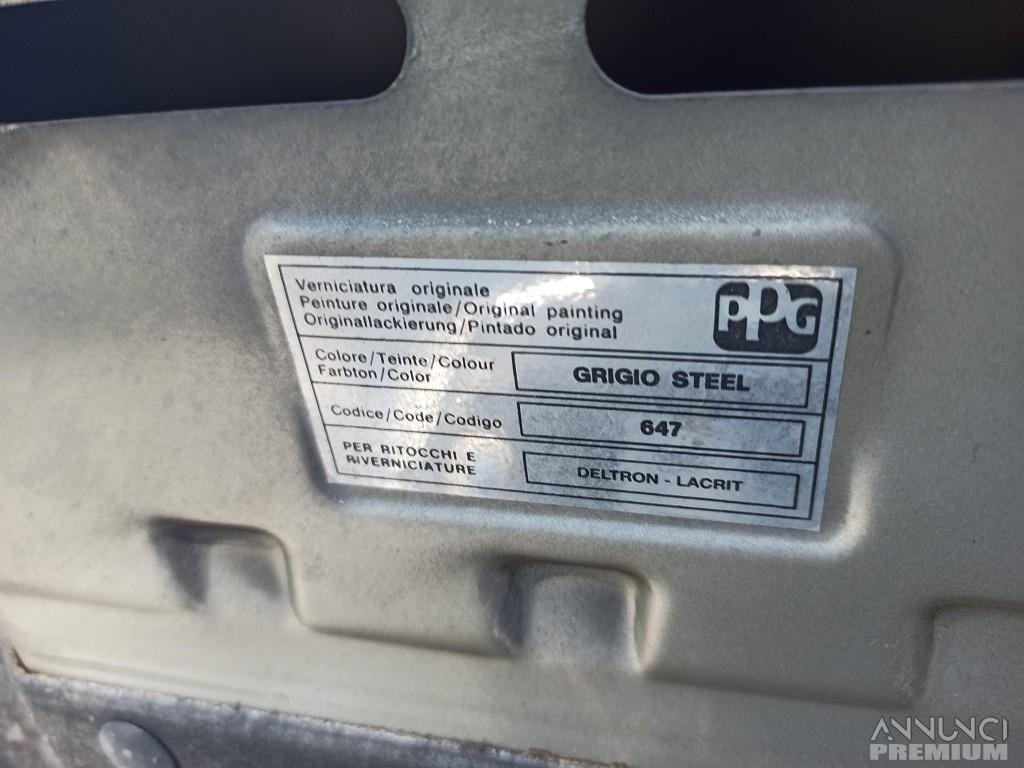 Verniciatura originale
Peinture originale/Original painting
Originallackierung/Pintado original
PPG
Colore/Teinte/Colour
Farbton/Color
GRIGIO STEEL
Codice/Code/Codigo
647
PER RITOCCHI E
RIVERNICIATURE
DELTRON - LACRIT
ANNUNCI
PREMIUM